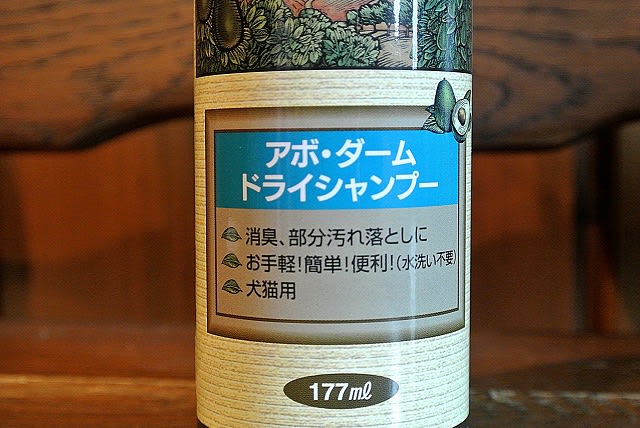 アボ・ダーム
ドライシャンプー
消臭、部分汚れ落としに
お手軽!簡単!便利!(水洗い不要)
犬猫用
177ml